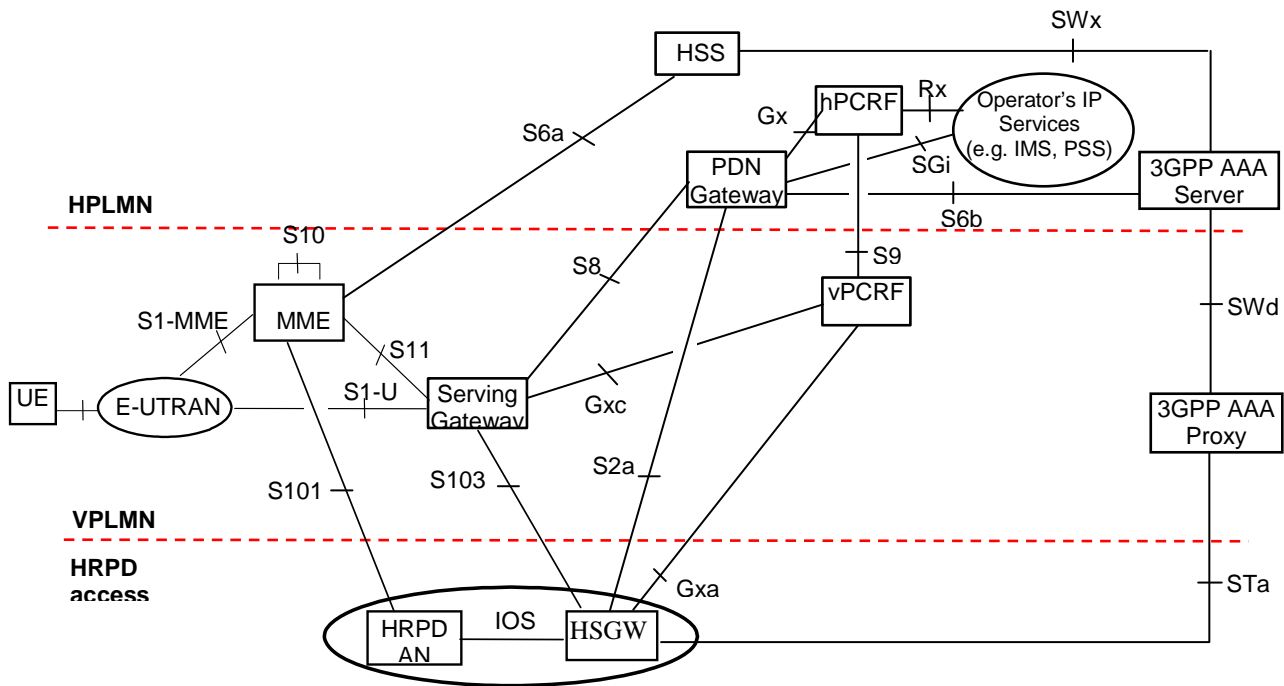 SWx
HSS
Rx
hPCRF
Operator's IP
Services
(e.g. IMS, PSS)
Gx
S6a
SGi
PDN
Gateway
3GPP AAA
Server
HPLMN
S6b
S10
S9
S8
vPCRF
SWd
S1-MME
MME
S11
S1-U
UE
E-UTRAN
Serving
Gateway
Gxc
3GPP AAA
Proxy
S2a
S101
S103
VPLMN
HRPD
access
Gxa
STa
IOS
HRPD
AN
HSGW